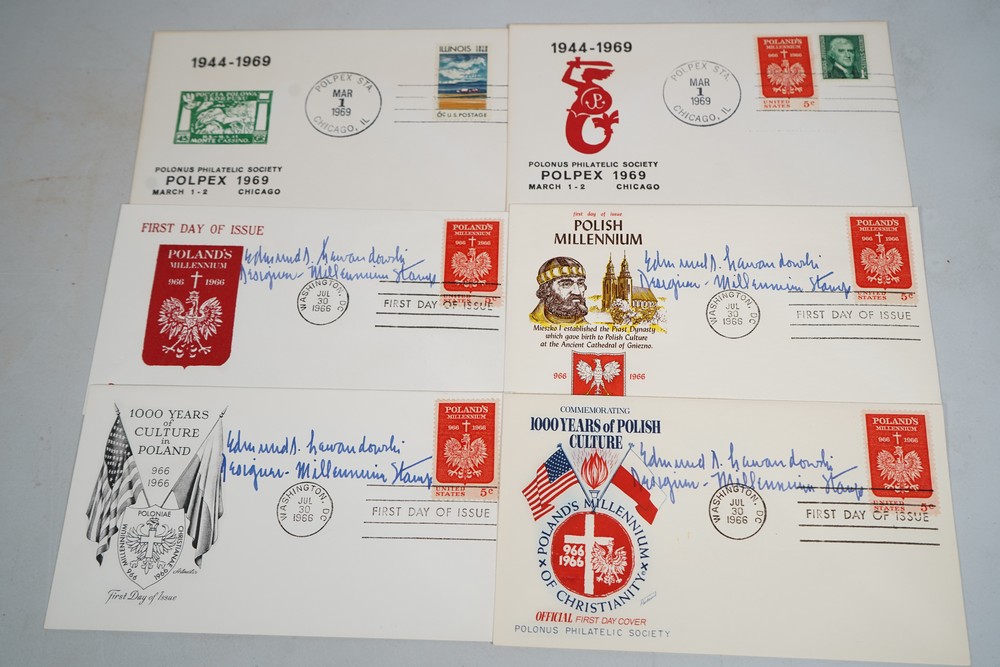 1944-1969
POCZTA POLOWA
MONTE CASSINO.
45 GR
POLPEX STA.
MAR
1
1969
CHICAGO, IL
ILLINOIS 1818
6¢ U.S. POSTAGE
POLONUS PHILATELIC SOCIETY
POLPEX 1969
MARCH 1-2 CHICAGO
1944-1969
POLPEX STA.
MAR
1
1969
CHICAGO, IL
POLAND'S
MILLENNIUM
966 1966
UNITED
STATES 5c
POLONUS PHILATELIC SOCIETY
POLPEX 1969
MARCH 1-2 CHICAGO
FIRST DAY OF ISSUE
POLAND'S
MILLENNIUM
966 1966
Edmund D. Lewandowski
Designer - Millennium Stamp
WASHINGTON, DC
JUL
30
1966
POLAND'S
MILLENNIUM
966 1966
FIRST DAY OF ISSUE
first day of issue
POLISH
MILLENNIUM
Mieszko I established the Piast Dynasty
which gave birth to Polish Culture
at the Ancient Cathedral of Gniezno.
966 1966
Edmund D. Lewandowski
Designer - Millennium Stamp
WASHINGTON, DC
JUL
30
1966
POLAND'S
MILLENNIUM
966 1966
UNITED
STATES 5c
FIRST DAY OF ISSUE
1000 YEARS
of
CULTURE
in
POLAND
966
1966
POLONIAE
MILLENNIUM
CHRISTIANAE
966 1966
Artmaster
First Day of Issue
Edmund D. Lewandowski
Designer - Millennium Stamp
WASHINGTON, DC
JUL
30
1966
POLAND'S
MILLENNIUM
966 1966
UNITED
STATES 5c
FIRST DAY OF ISSUE
COMMEMORATING
1000 YEARS of POLISH
CULTURE
POLAND'S MILLENNIUM
OF CHRISTIANITY
966
1966
OFFICIAL FIRST DAY COVER
POLONUS PHILATELIC SOCIETY
Edmund D. Lewandowski
Designer - Millennium Stamp
WASHINGTON, DC
JUL
30
1966
POLAND'S
MILLENNIUM
966 1966
UNITED
STATES 5c
FIRST DAY OF ISSUE